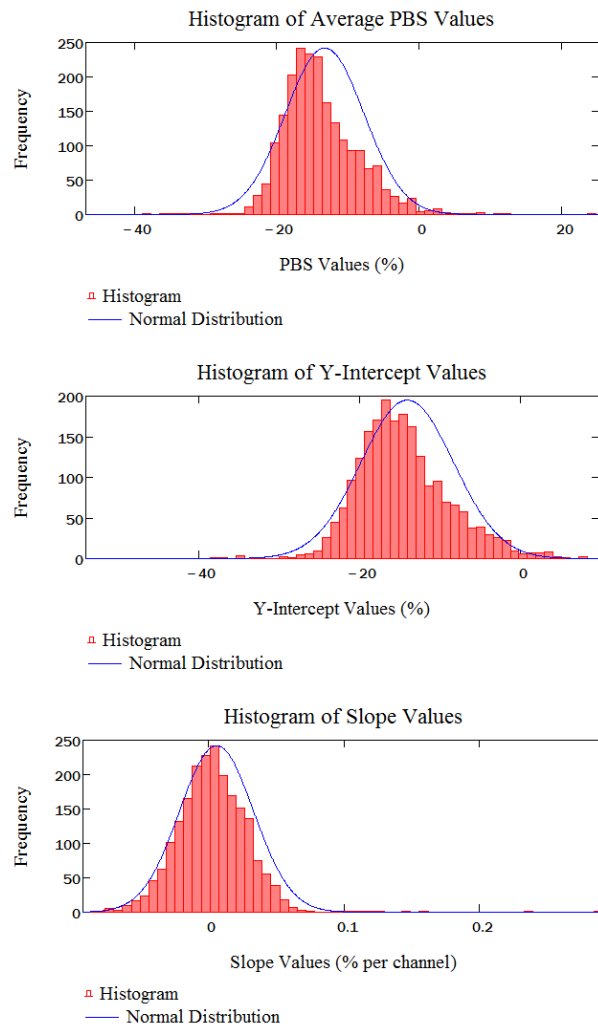 Histogram of Average PBS Values
250
200
150
100
50
0
Frequency
−40
−20
0
20
PBS Values (%)
Histogram
Normal Distribution
Histogram of Y-Intercept Values
200
150
100
50
0
Frequency
−40
−20
0
Y-Intercept Values (%)
Histogram
Normal Distribution
Histogram of Slope Values
250
200
150
100
50
0
Frequency
0
0.1
0.2
Slope Values (% per channel)
Histogram
Normal Distribution